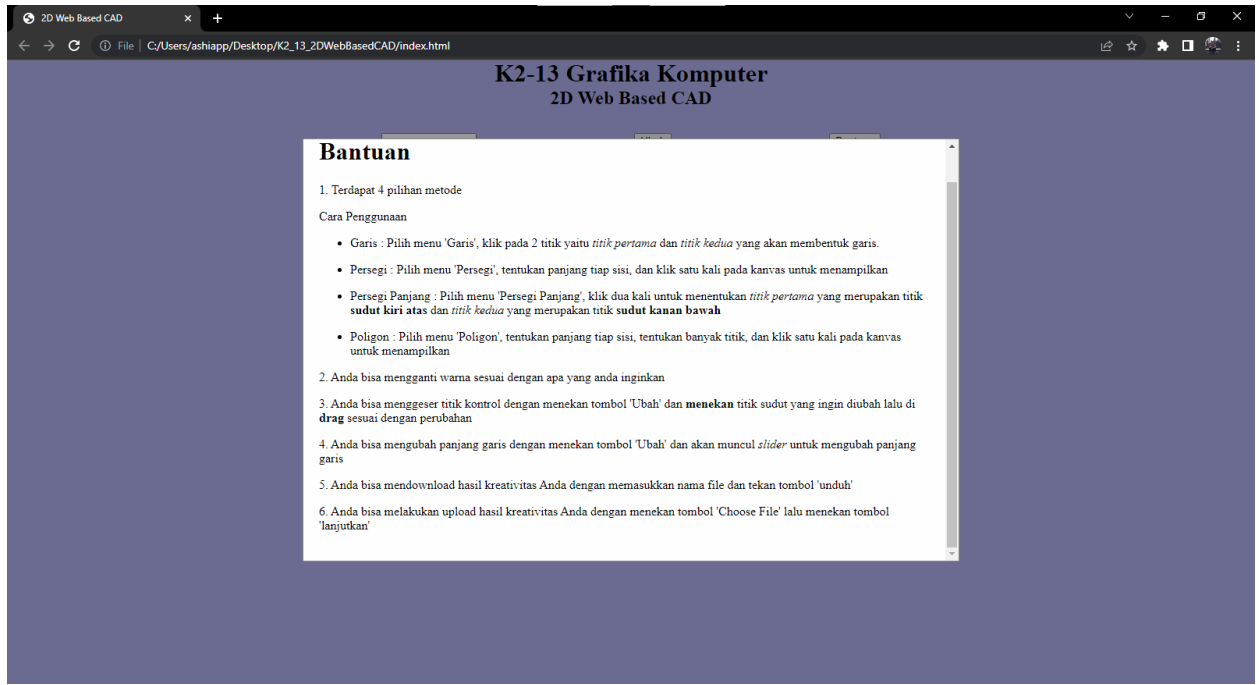 2D Web Based CAD
File | C:/Users/ashiapp/Desktop/K2_13_2DWebBasedCAD/index.html
K2-13 Grafika Komputer
2D Web Based CAD
Bantuan
1. Terdapat 4 pilihan metode
Cara Penggunaan
• Garis : Pilih menu 'Garis', klik pada 2 titik yaitu titik pertama dan titik kedua yang akan membentuk garis.
• Persegi : Pilih menu 'Persegi', tentukan panjang tiap sisi, dan klik satu kali pada kanvas untuk menampilkan
• Persegi Panjang : Pilih menu 'Persegi Panjang', klik dua kali untuk menentukan titik pertama yang merupakan titik
sudut kiri atas dan titik kedua yang merupakan titik sudut kanan bawah
• Poligon : Pilih menu 'Poligon', tentukan panjang tiap sisi, tentukan banyak titik, dan klik satu kali pada kanvas
untuk menampilkan
2. Anda bisa mengganti warna sesuai dengan apa yang anda inginkan
3. Anda bisa menggeser titik kontrol dengan menekan tombol 'Ubah' dan menekan titik sudut yang ingin diubah lalu di
drag sesuai dengan perubahan
4. Anda bisa mengubah panjang garis dengan menekan tombol 'Ubah' dan akan muncul slider untuk mengubah panjang
garis
5. Anda bisa mendownload hasil kreativitas Anda dengan memasukkan nama file dan tekan tombol 'unduh'
6. Anda bisa melakukan upload hasil kreativitas Anda dengan menekan tombol 'Choose File' lalu menekan tombol
'lanjutkan'